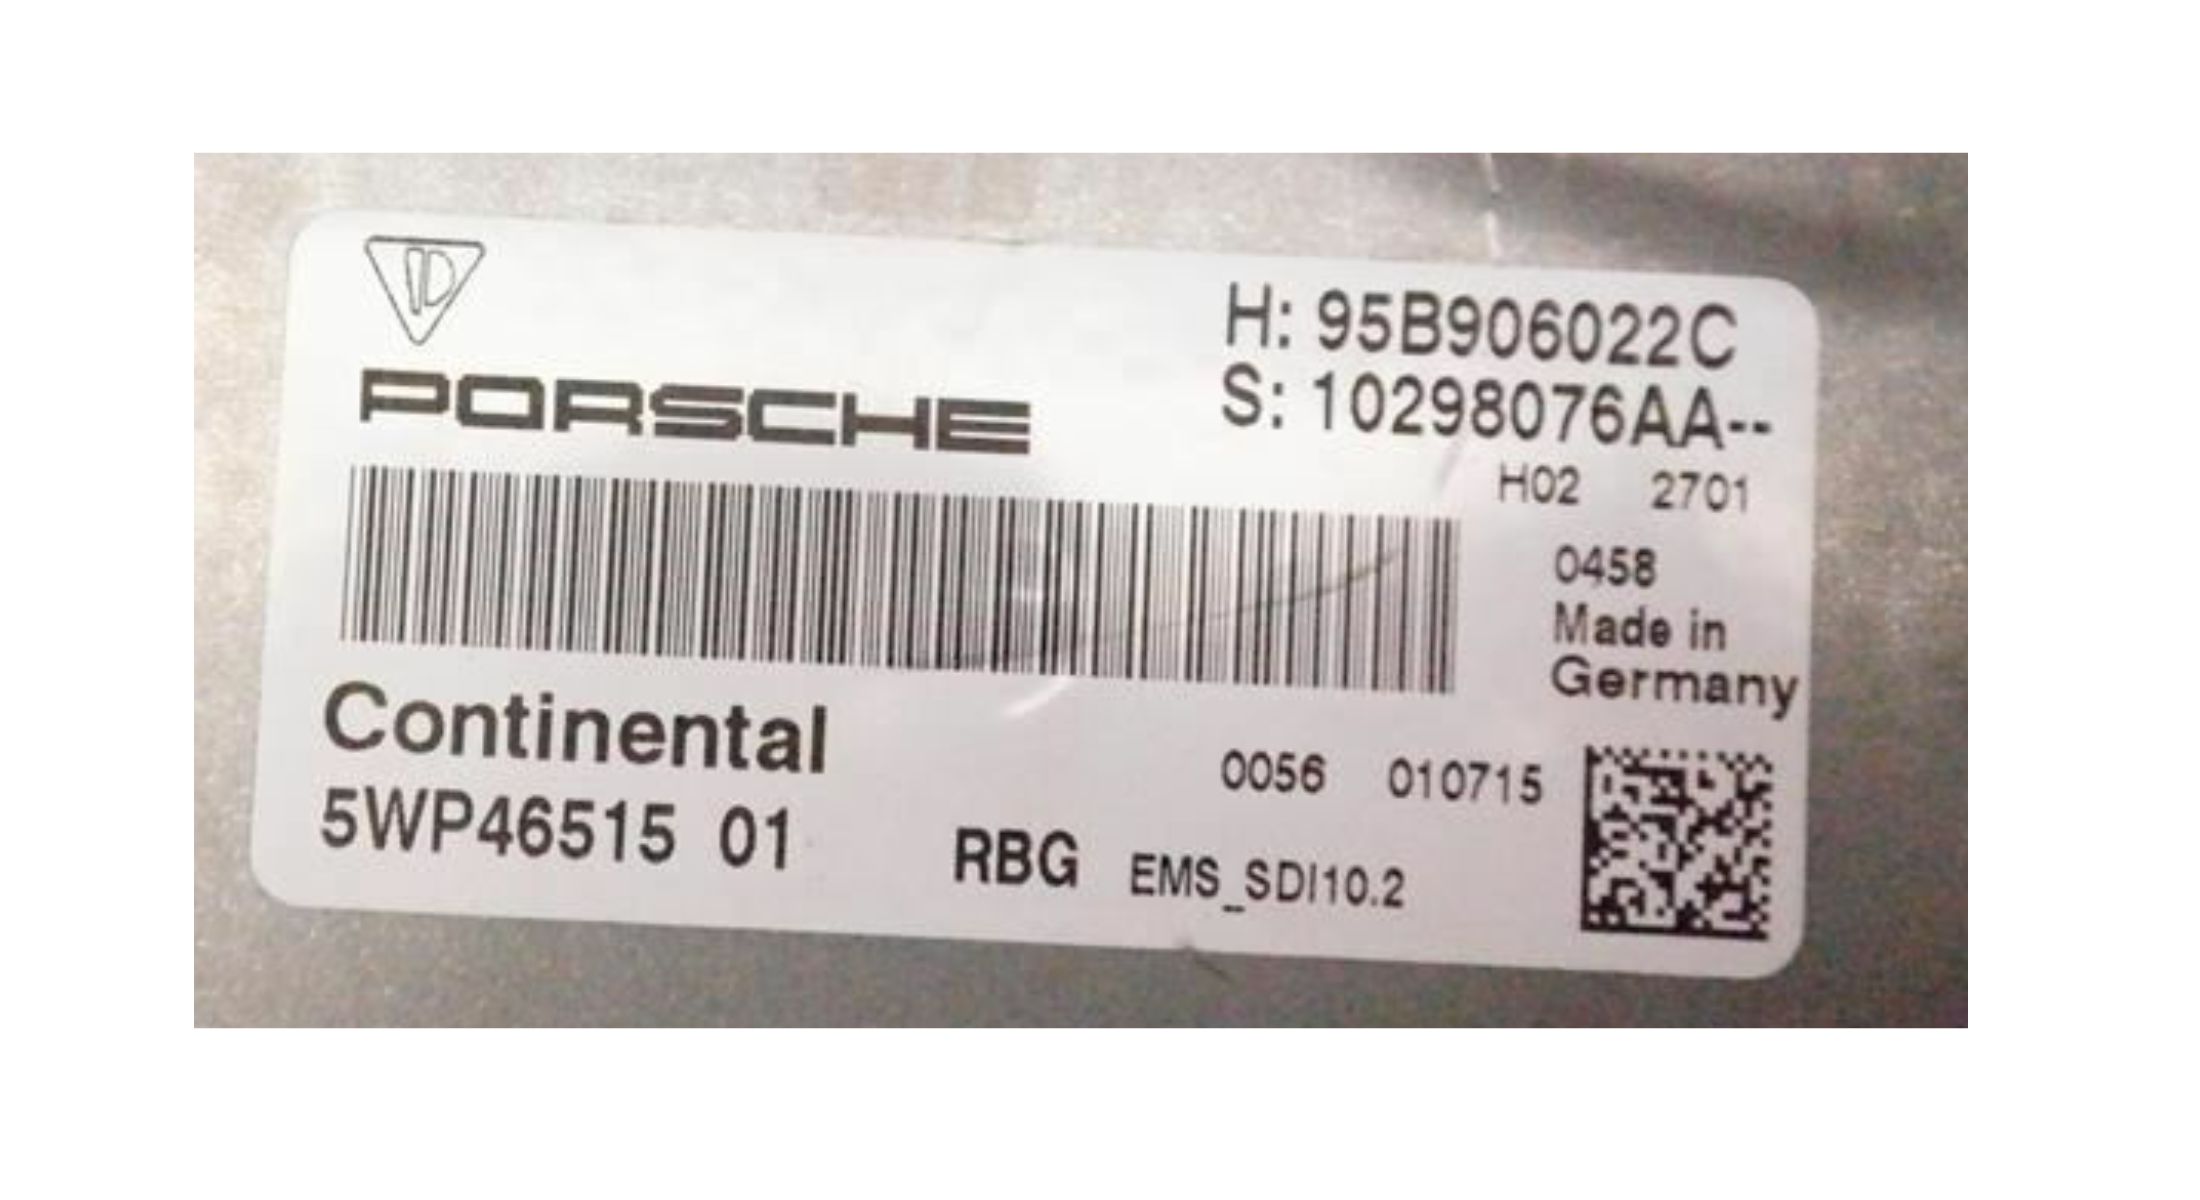 PORSCHE
H: 95B906022C
S: 10298076AA--
H02 2701
0458
Made in
Germany
Continental
5WP46515 01
0056 010715
RBG EMS_SDI10.2